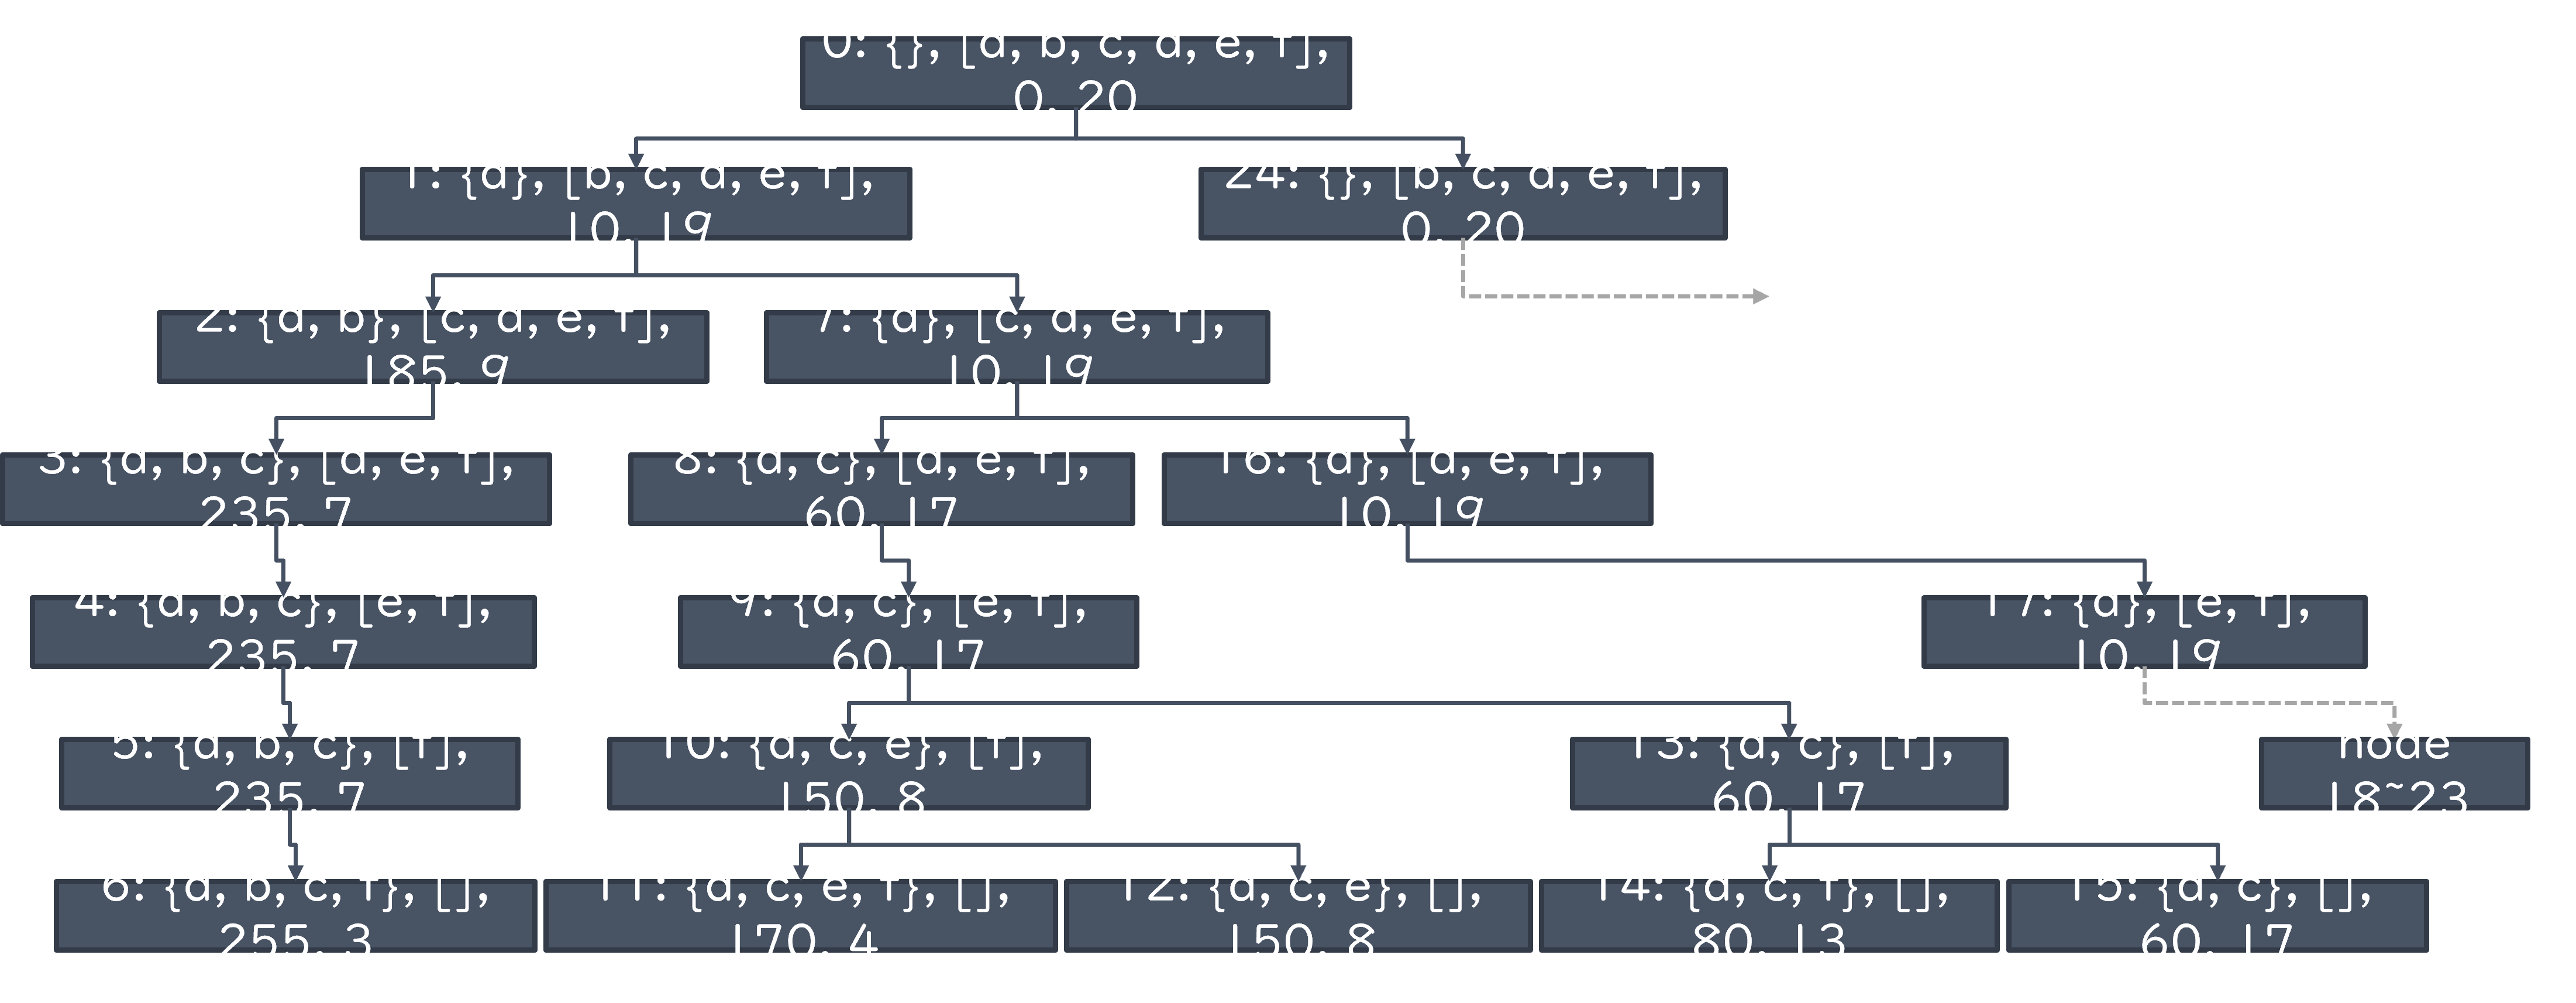 0: {}, [a, b, c, d, e, f],
0, 20
1: {a}, [b, c, d, e, f],
10, 19
24: {}, [b, c, d, e, f],
0, 20
2: {a, b}, [c, d, e, f],
185, 9
7: {a}, [c, d, e, f],
10, 19
3: {a, b, c}, [d, e, f],
235, 7
8: {a, c}, [d, e, f],
60, 17
16: {a}, [d, e, f],
10, 19
4: {a, b, c}, [e, f],
235, 7
9: {a, c}, [e, f],
60, 17
17: {a}, [e, f],
10, 19
5: {a, b, c}, [f],
235, 7
10: {a, c, e}, [f],
150, 8
13: {a, c}, [f],
60, 17
node
18~23
6: {a, b, c, f}, [],
255, 3
11: {a, c, e, f}, [],
170, 4
12: {a, c, e}, [],
150, 8
14: {a, c, f}, [],
80, 13
15: {a, c}, [],
60, 17